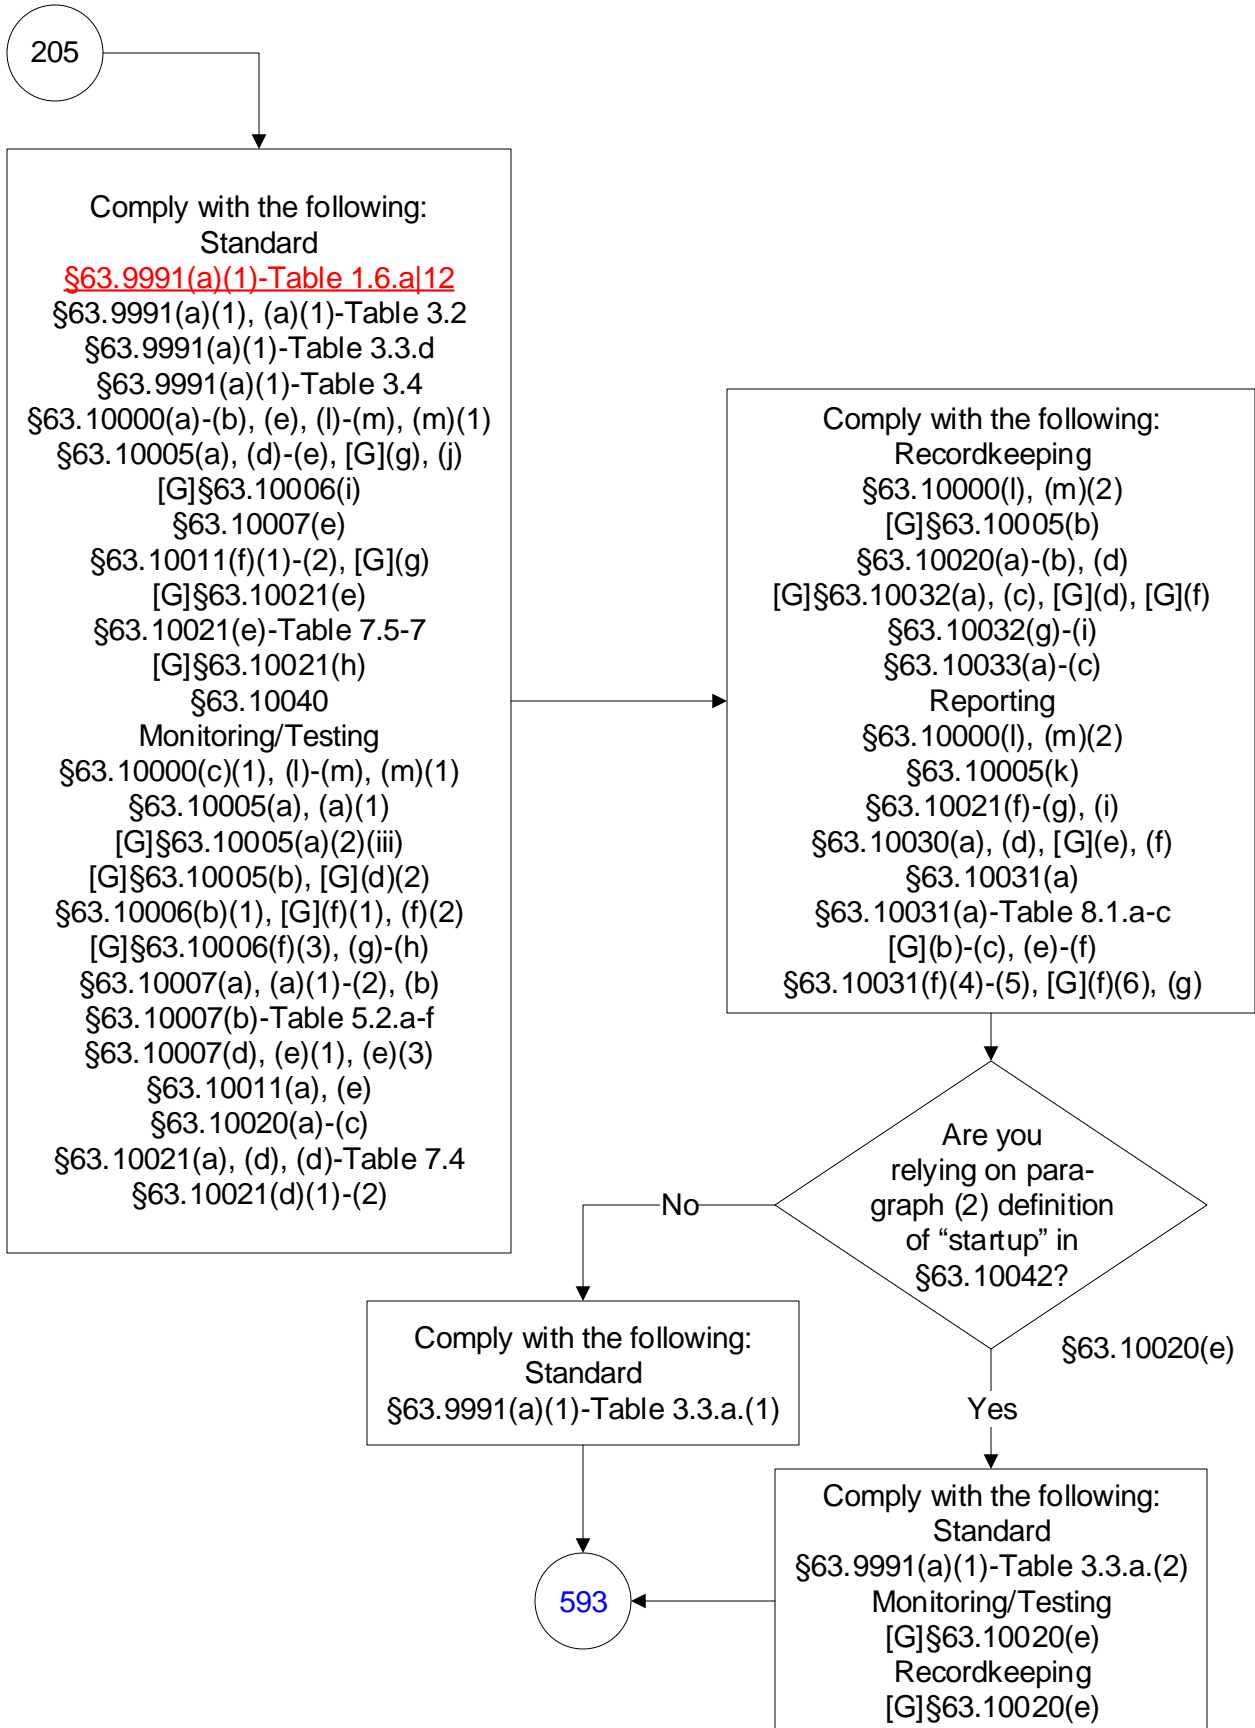 205
Comply with the following:
Standard
§63.9991(a)(1)-Table 1.6.a|12
§63.9991(a)(1), (a)(1)-Table 3.2
§63.9991(a)(1)-Table 3.3.d
§63.9991(a)(1)-Table 3.4
§63.10000(a)-(b), (e), (l)-(m), (m)(1)
§63.10005(a), (d)-(e), [G](g), (j)
[G]§63.10006(i)
§63.10007(e)
§63.10011(f)(1)-(2), [G](g)
[G]§63.10021(e)
§63.10021(e)-Table 7.5-7
[G]§63.10021(h)
§63.10040
Monitoring/Testing
§63.10000(c)(1), (l)-(m), (m)(1)
§63.10005(a), (a)(1)
[G]§63.10005(a)(2)(iii)
[G]§63.10005(b), [G](d)(2)
§63.10006(b)(1), [G](f)(1), (f)(2)
[G]§63.10006(f)(3), (g)-(h)
§63.10007(a), (a)(1)-(2), (b)
§63.10007(b)-Table 5.2.a-f
§63.10007(d), (e)(1), (e)(3)
§63.10011(a), (e)
§63.10020(a)-(c)
§63.10021(a), (d), (d)-Table 7.4
§63.10021(d)(1)-(2)
Comply with the following:
Recordkeeping
§63.10000(l), (m)(2)
[G]§63.10005(b)
§63.10020(a)-(b), (d)
[G]§63.10032(a), (c), [G](d), [G](f)
§63.10032(g)-(i)
§63.10033(a)-(c)
Reporting
§63.10000(l), (m)(2)
§63.10005(k)
§63.10021(f)-(g), (i)
§63.10030(a), (d), [G](e), (f)
§63.10031(a)
§63.10031(a)-Table 8.1.a-c
[G](b)-(c), (e)-(f)
§63.10031(f)(4)-(5), [G](f)(6), (g)
Are you
relying on para-
graph (2) definition
of “startup” in
§63.10042?
§63.10020(e)
No
Comply with the following:
Standard
§63.9991(a)(1)-Table 3.3.a.(1)
Yes
Comply with the following:
Standard
§63.9991(a)(1)-Table 3.3.a.(2)
Monitoring/Testing
[G]§63.10020(e)
Recordkeeping
[G]§63.10020(e)
593